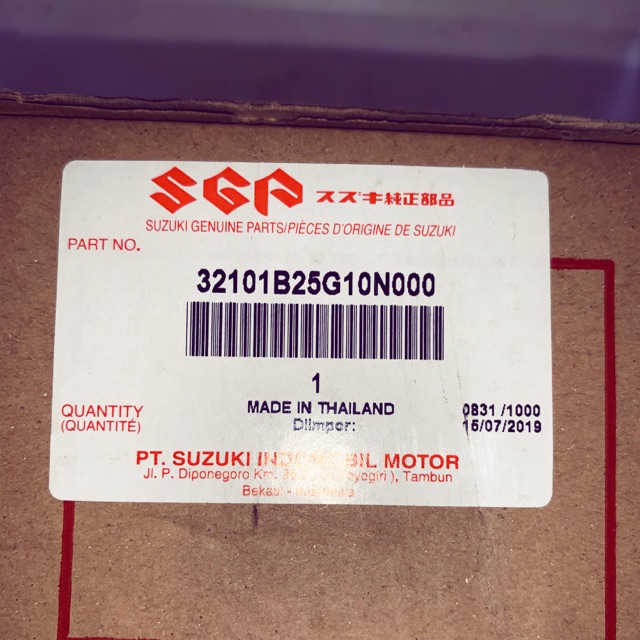 SGP スズキ純正部品
SUZUKI GENUINE PARTS/PIÈCES D'ORIGINE DE SUZUKI
PART NO.
32101B25G10N000
1
QUANTITY MADE IN THAILAND 0831 /1000
(QUANTITÉ) Diimpor: 15/07/2019
PT. SUZUKI INDOMOBIL MOTOR
Jl. P. Diponegoro Km. ), Tambun
Bekasi - Indonesia